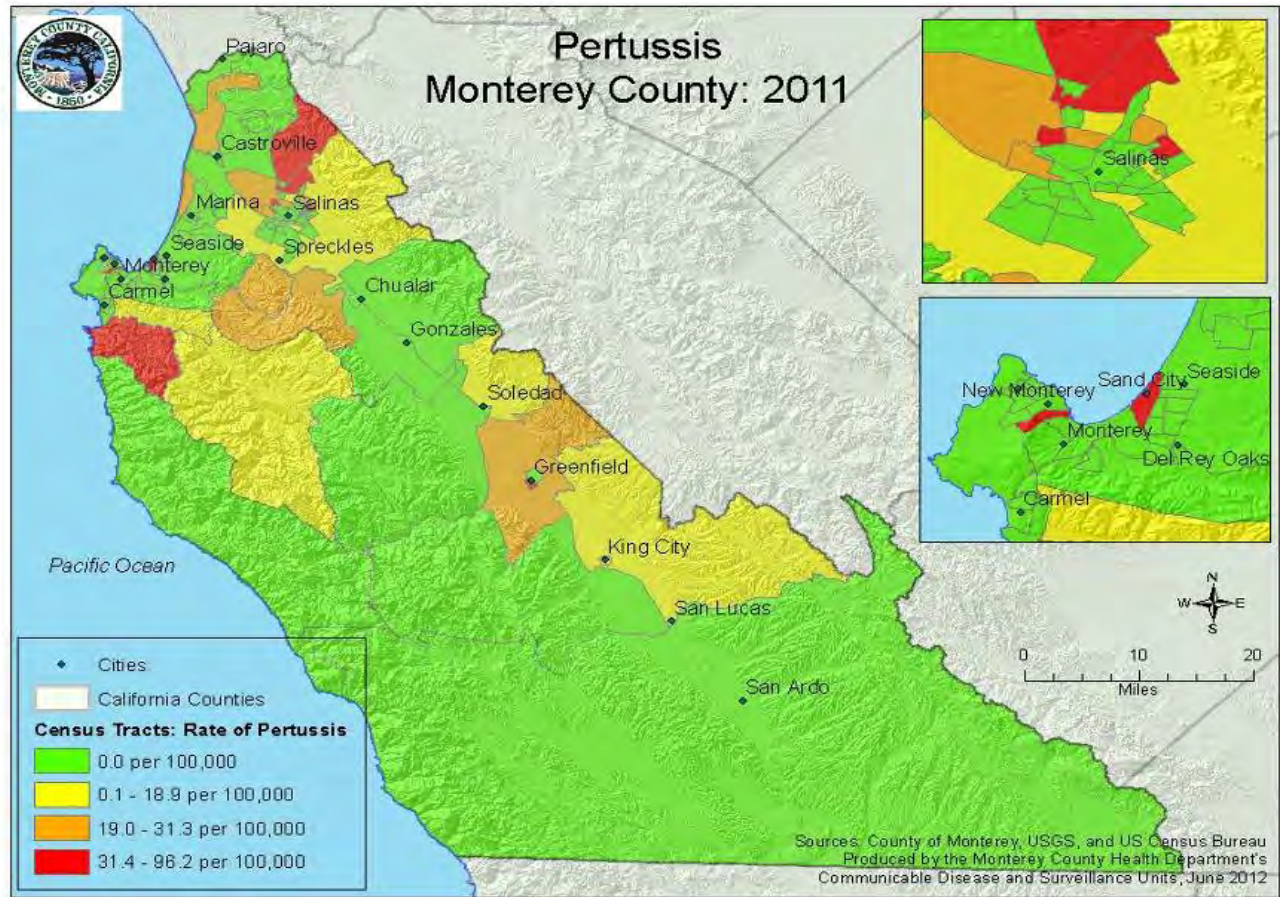 Pertussis
Monterey County: 2011
MONTEREY COUNTY CALIFORNIA
1850
Pajaro
Castroville
Marina
Salinas
Seaside
Spreckles
Monterey
Carmel
Chualar
Gonzales
Soledad
Greenfield
King City
San Lucas
San Ardo
Pacific Ocean
Salinas
New Monterey
Sand City
Seaside
Monterey
Del Rey Oaks
Carmel
N
W E
S
0 10 20
Miles
Cities
California Counties
Census Tracts: Rate of Pertussis
0.0 per 100,000
0.1 - 18.9 per 100,000
19.0 - 31.3 per 100,000
31.4 - 96.2 per 100,000
Sources: County of Monterey, USGS, and US Census Bureau
Produced by the Monterey County Health Department's
Communicable Disease and Surveillance Units, June 2012